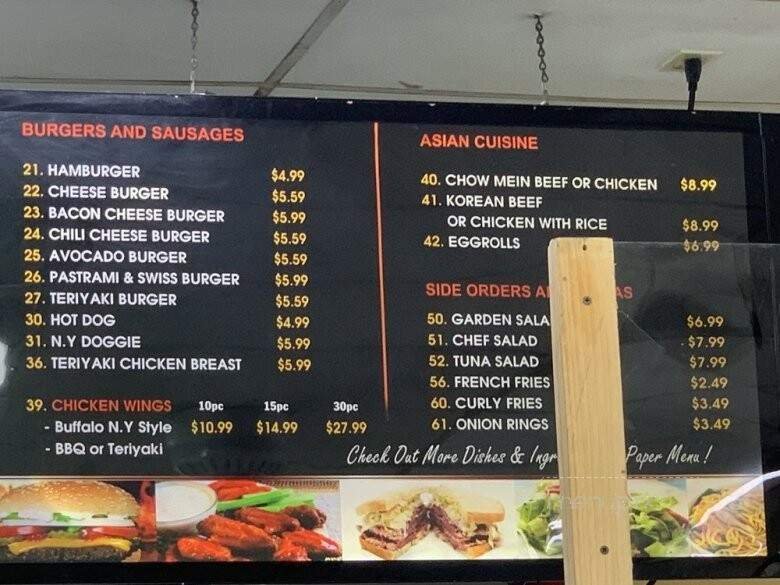 BURGERS AND SAUSAGES
21. HAMBURGER $4.99
22. CHEESE BURGER $5.59
23. BACON CHEESE BURGER $5.99
24. CHILI CHEESE BURGER $5.59
25. AVOCADO BURGER $5.59
26. PASTRAMI & SWISS BURGER $5.99
27. TERIYAKI BURGER $5.59
30. HOT DOG $4.99
31. N.Y DOGGIE $5.99
36. TERIYAKI CHICKEN BREAST $5.99
39. CHICKEN WINGS 10pc 15pc 30pc
- Buffalo N.Y Style $10.99 $14.99 $27.99
- BBQ or Teriyaki
ASIAN CUISINE
40. CHOW MEIN BEEF OR CHICKEN $8.99
41. KOREAN BEEF
OR CHICKEN WITH RICE $8.99
42. EGGROLLS $6.99
SIDE ORDERS
50. GARDEN SALA $6.99
51. CHEF SALAD $7.99
52. TUNA SALAD $7.99
56. FRENCH FRIES $2.49
60. CURLY FRIES $3.49
61. ONION RINGS $3.49
Check Out More Dishes & Ingr Paper Menu !